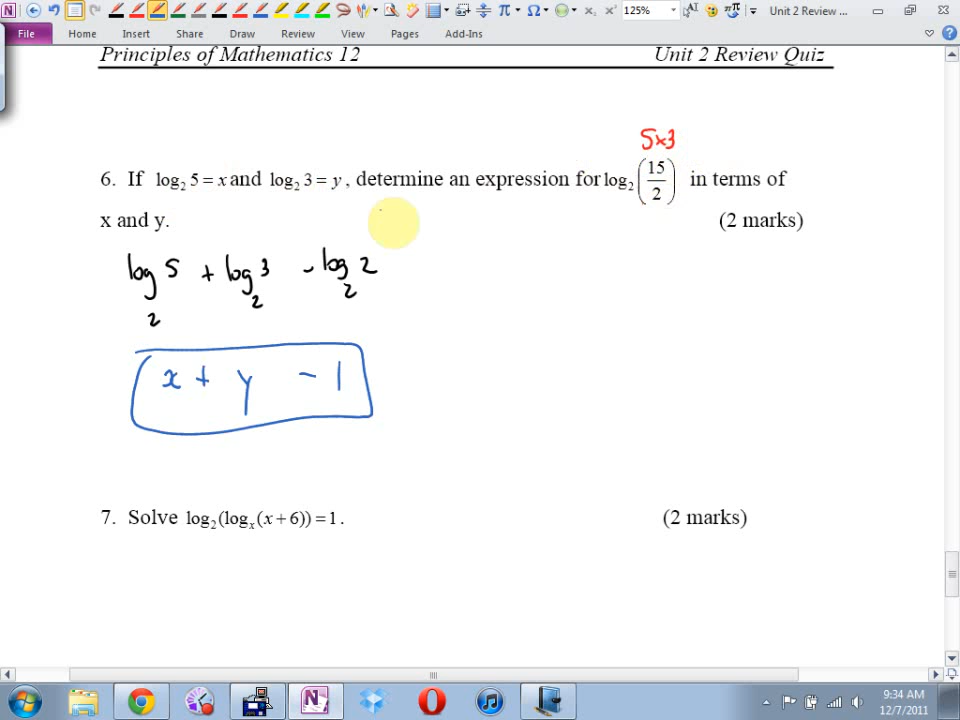 125%
Unit 2 Review ...
File Home Insert Share Draw Review View Pages Add-Ins
Principles of Mathematics 12 Unit 2 Review Quiz
5×3
6. If log₂ 5 = x and log₂ 3 = y, determine an expression for log₂ (15/2) in terms of
x and y. (2 marks)
log₂ 5 + log₂ 3 - log₂ 2
x + y - 1
7. Solve log₂(logₓ(x+6)) = 1. (2 marks)
9:34 AM
12/7/2011